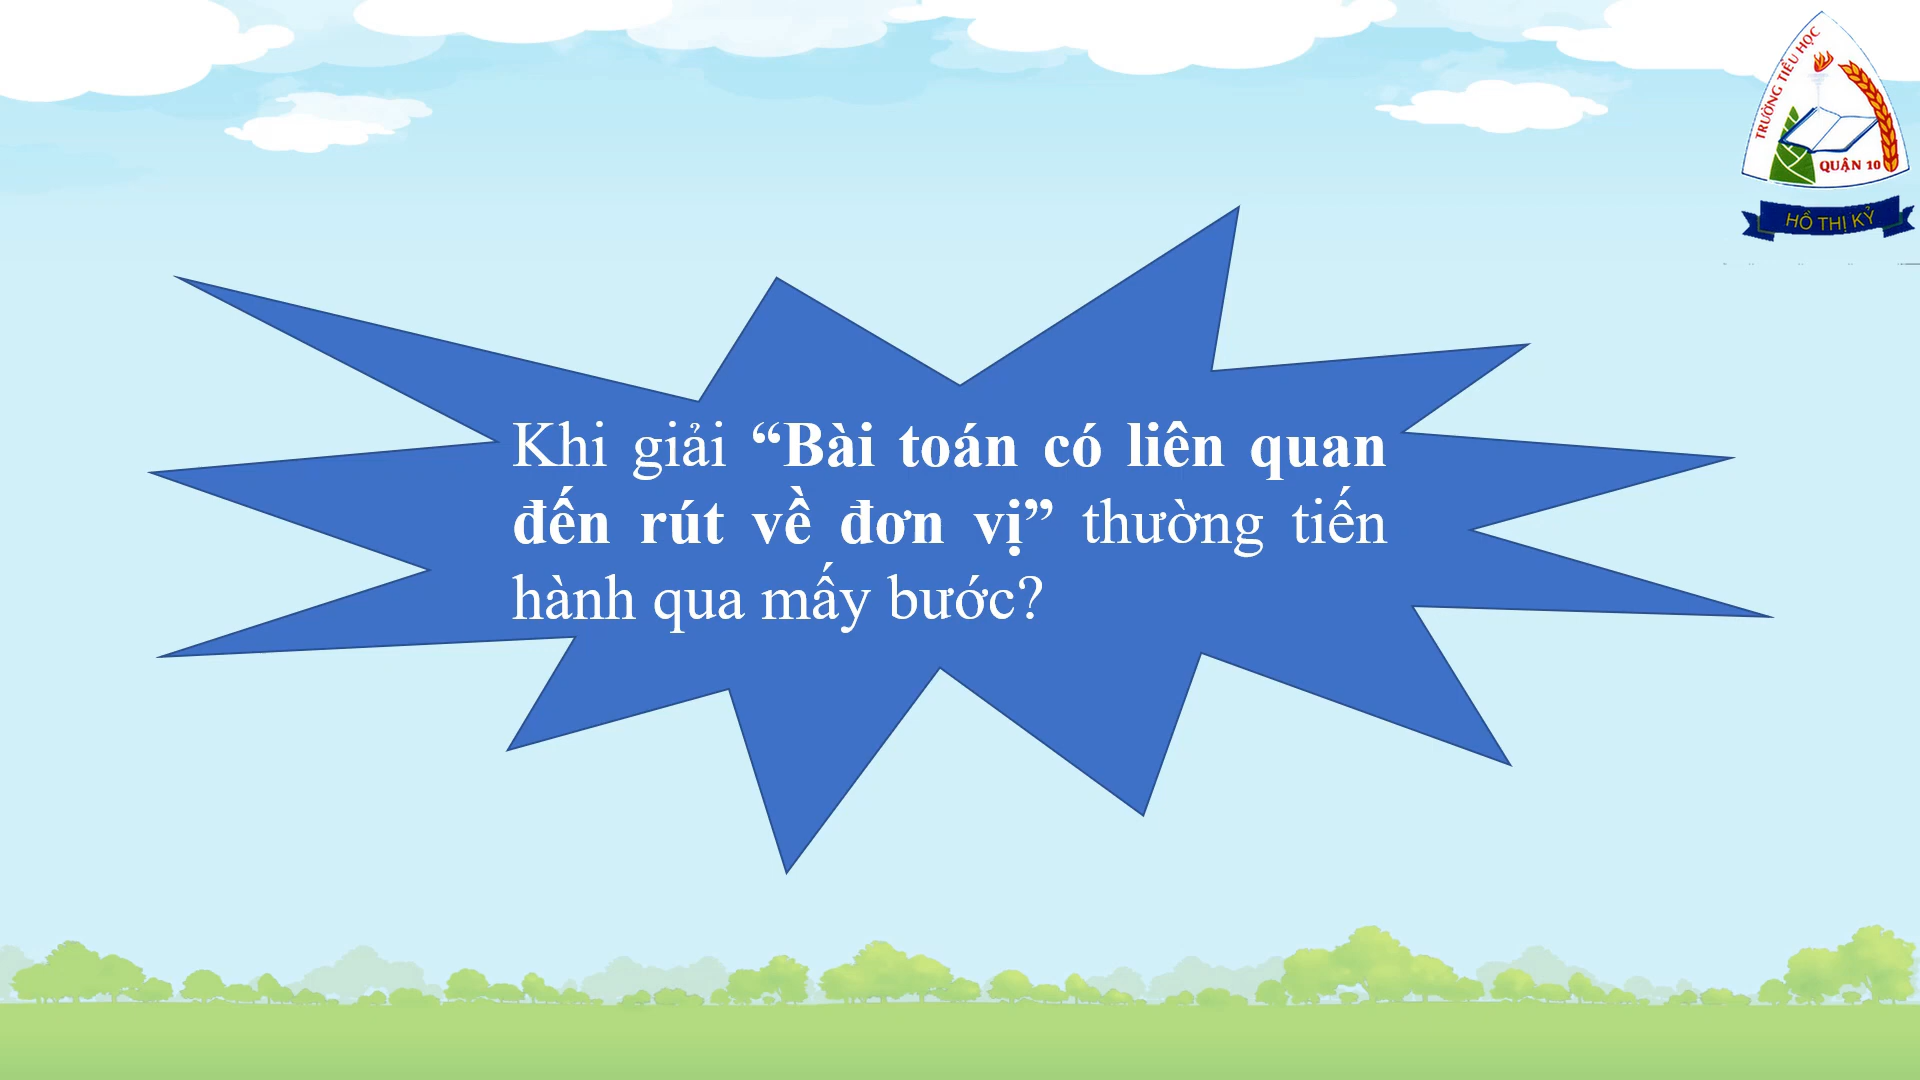 TRƯỜNG TIỂU HỌC
QUẬN 10
HỒ THỊ KỶ
Khi giải “Bài toán có liên quan
đến rút về đơn vị” thường tiến
hành qua mấy bước?